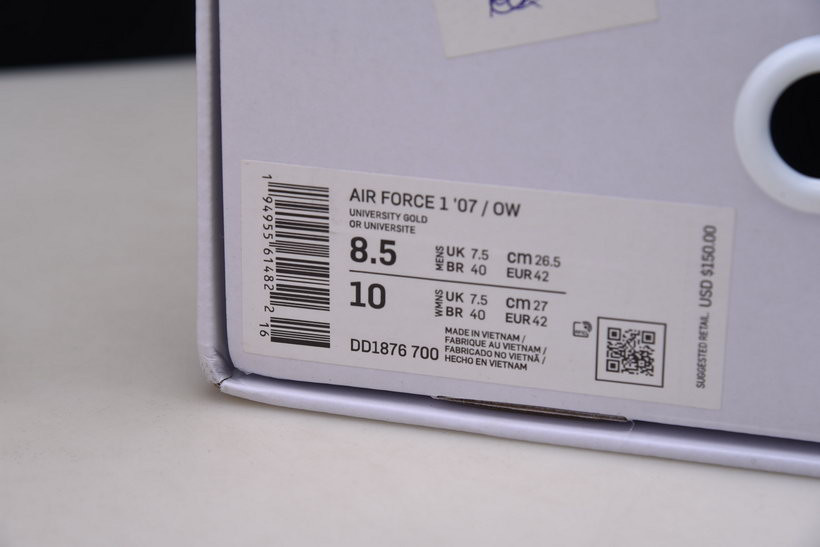 AIR FORCE 1 '07 / OW
UNIVERSITY GOLD
OR UNIVERSITE
8.5
MENS
UK 7.5
cm 26.5
BR 40
EUR 42
10
WMNS
UK 7.5
cm 27
BR 40
EUR 42
DD1876 700
MADE IN VIETNAM /
FABRIQUE AU VIETNAM /
FABRICADO NO VIETNÃ /
HECHO EN VIETNAM
1 94955 61482 2 16
SUGGESTED RETAIL USD $150.00